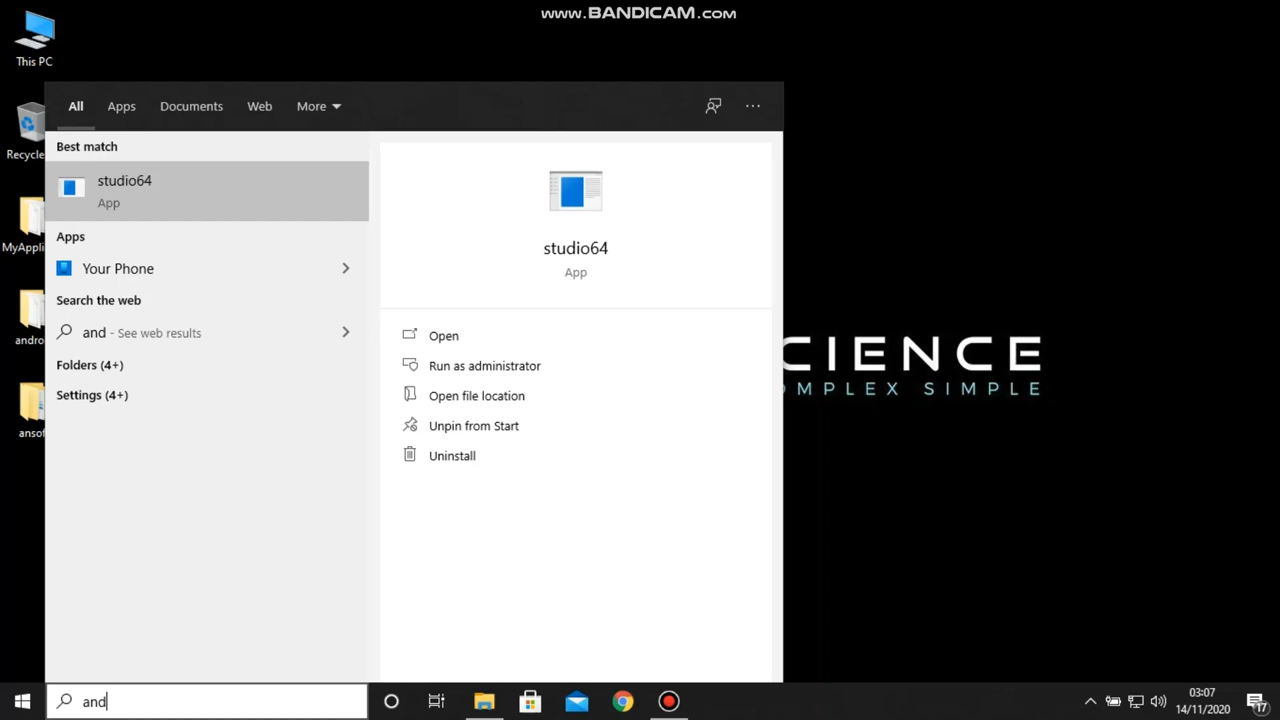 www.BANDICAM.com
This PC
Recycle
MyAppli
andro
ansof
All Apps Documents Web More
Best match
studio64
App
Apps
Your Phone
Search the web
and - See web results
Folders (4+)
Settings (4+)
studio64
App
Open
Run as administrator
Open file location
Unpin from Start
Uninstall
CIENCE
OMPLEX SIMPLE
and
03:07
14/11/2020
17